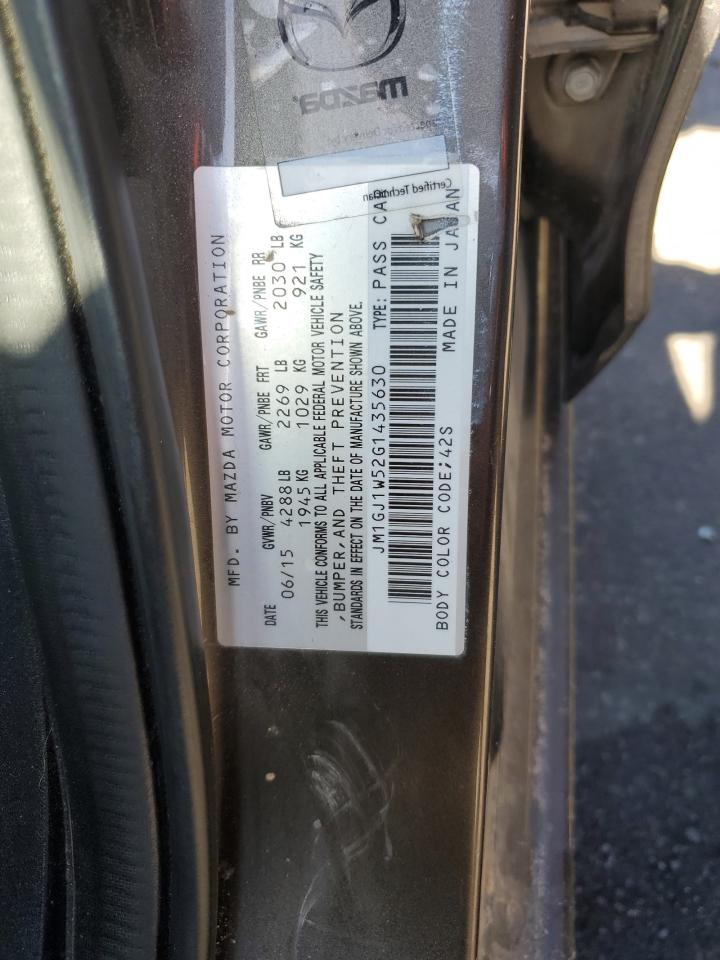 mazda
Certified Technician
MFD. BY MAZDA MOTOR CORPORATION
DATE GVWR/PNBV GAWR/PNBE FRT GAWR/PNBE RR
06/15 4288 LB 2269 LB 2030 LB
1945 KG 1029 KG 921 KG
THIS VEHICLE CONFORMS TO ALL APPLICABLE FEDERAL MOTOR VEHICLE SAFETY
,BUMPER,AND THEFT PREVENTION
STANDARDS IN EFFECT ON THE DATE OF MANUFACTURE SHOWN ABOVE.
JM1GJ1W52G1435630 TYPE: PASS CAR
BODY COLOR CODE;42S MADE IN JAPAN